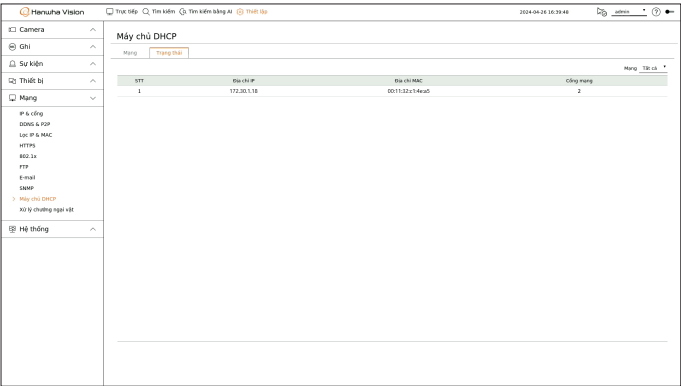 Hanwha Vision
Trực tiếp Tìm kiếm Tìm kiếm bằng AI Thiết lập 2024-04-26 16:39:48 admin
Camera
Ghi
Sự kiện
Thiết bị
Mạng
IP & cổng
DDNS & P2P
Lọc IP & MAC
HTTPS
802.1x
FTP
E-mail
SNMP
Máy chủ DHCP
Xử lý chướng ngại vật
Hệ thống
Máy chủ DHCP
Mạng Trạng thái
Mạng Tất cả
STT Địa chỉ IP Địa chỉ MAC Cổng mạng
1 172.30.1.18 00:11:32:c1:4e:a5 2